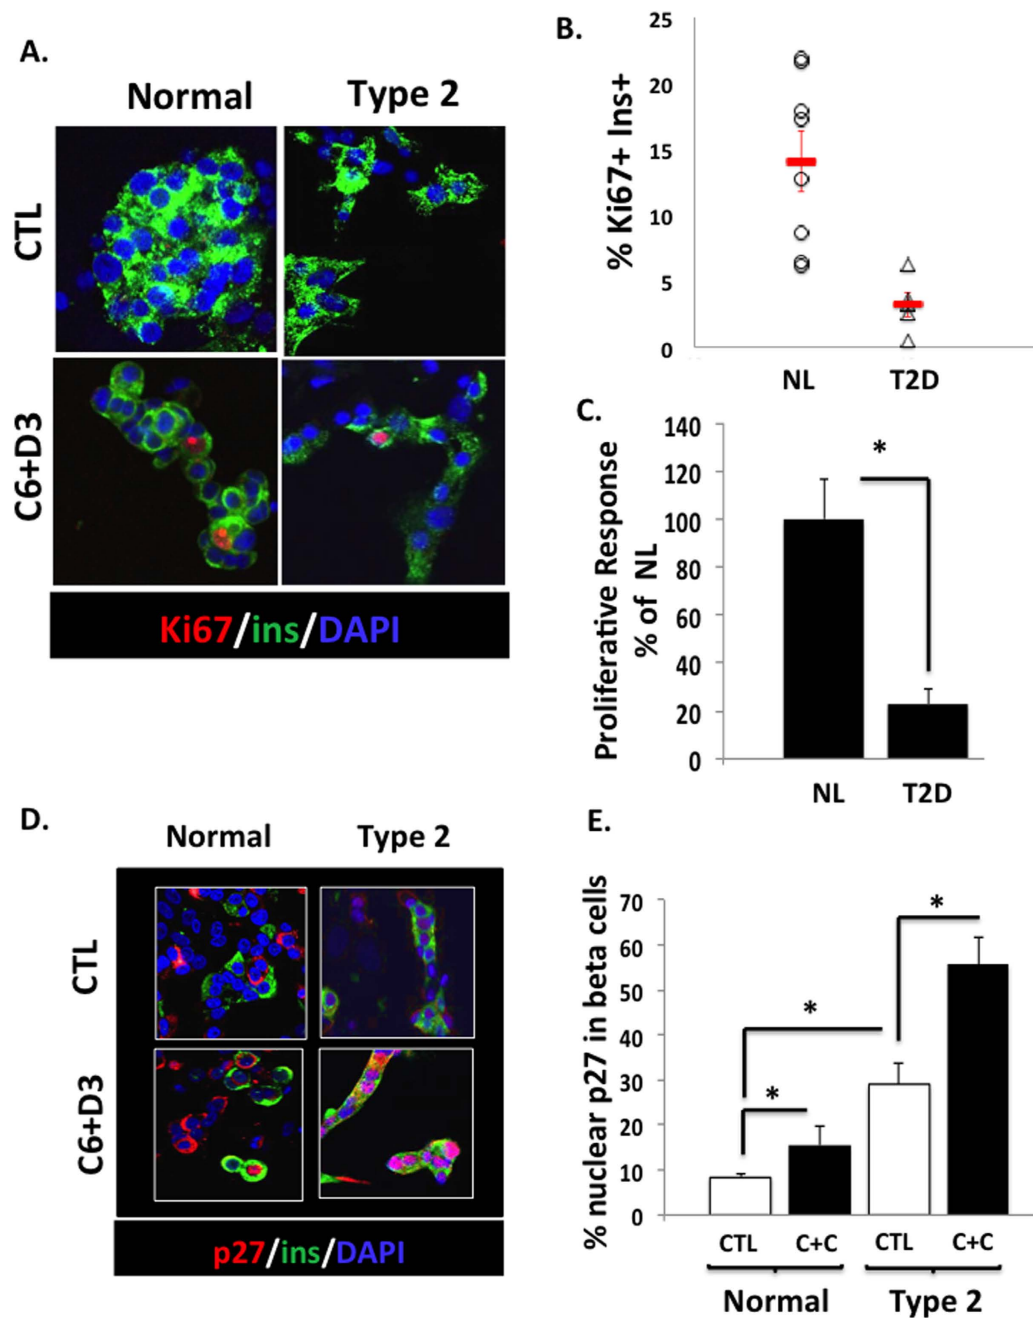 A.
Normal
Type 2
CTL
C6+D3
Ki67/ins/DAPI
B.
% Ki67+ Ins+
25
20
15
10
5
0
NL
T2D
C.
Proliferative Response
% of NL
140
120
100
80
60
40
20
0
*
NL
T2D
D.
Normal
Type 2
CTL
C6+D3
p27/ins/DAPI
E.
% nuclear p27 in beta cells
70
60
50
40
30
20
10
0
*
*
*
CTL
C+C
CTL
C+C
Normal
Type 2